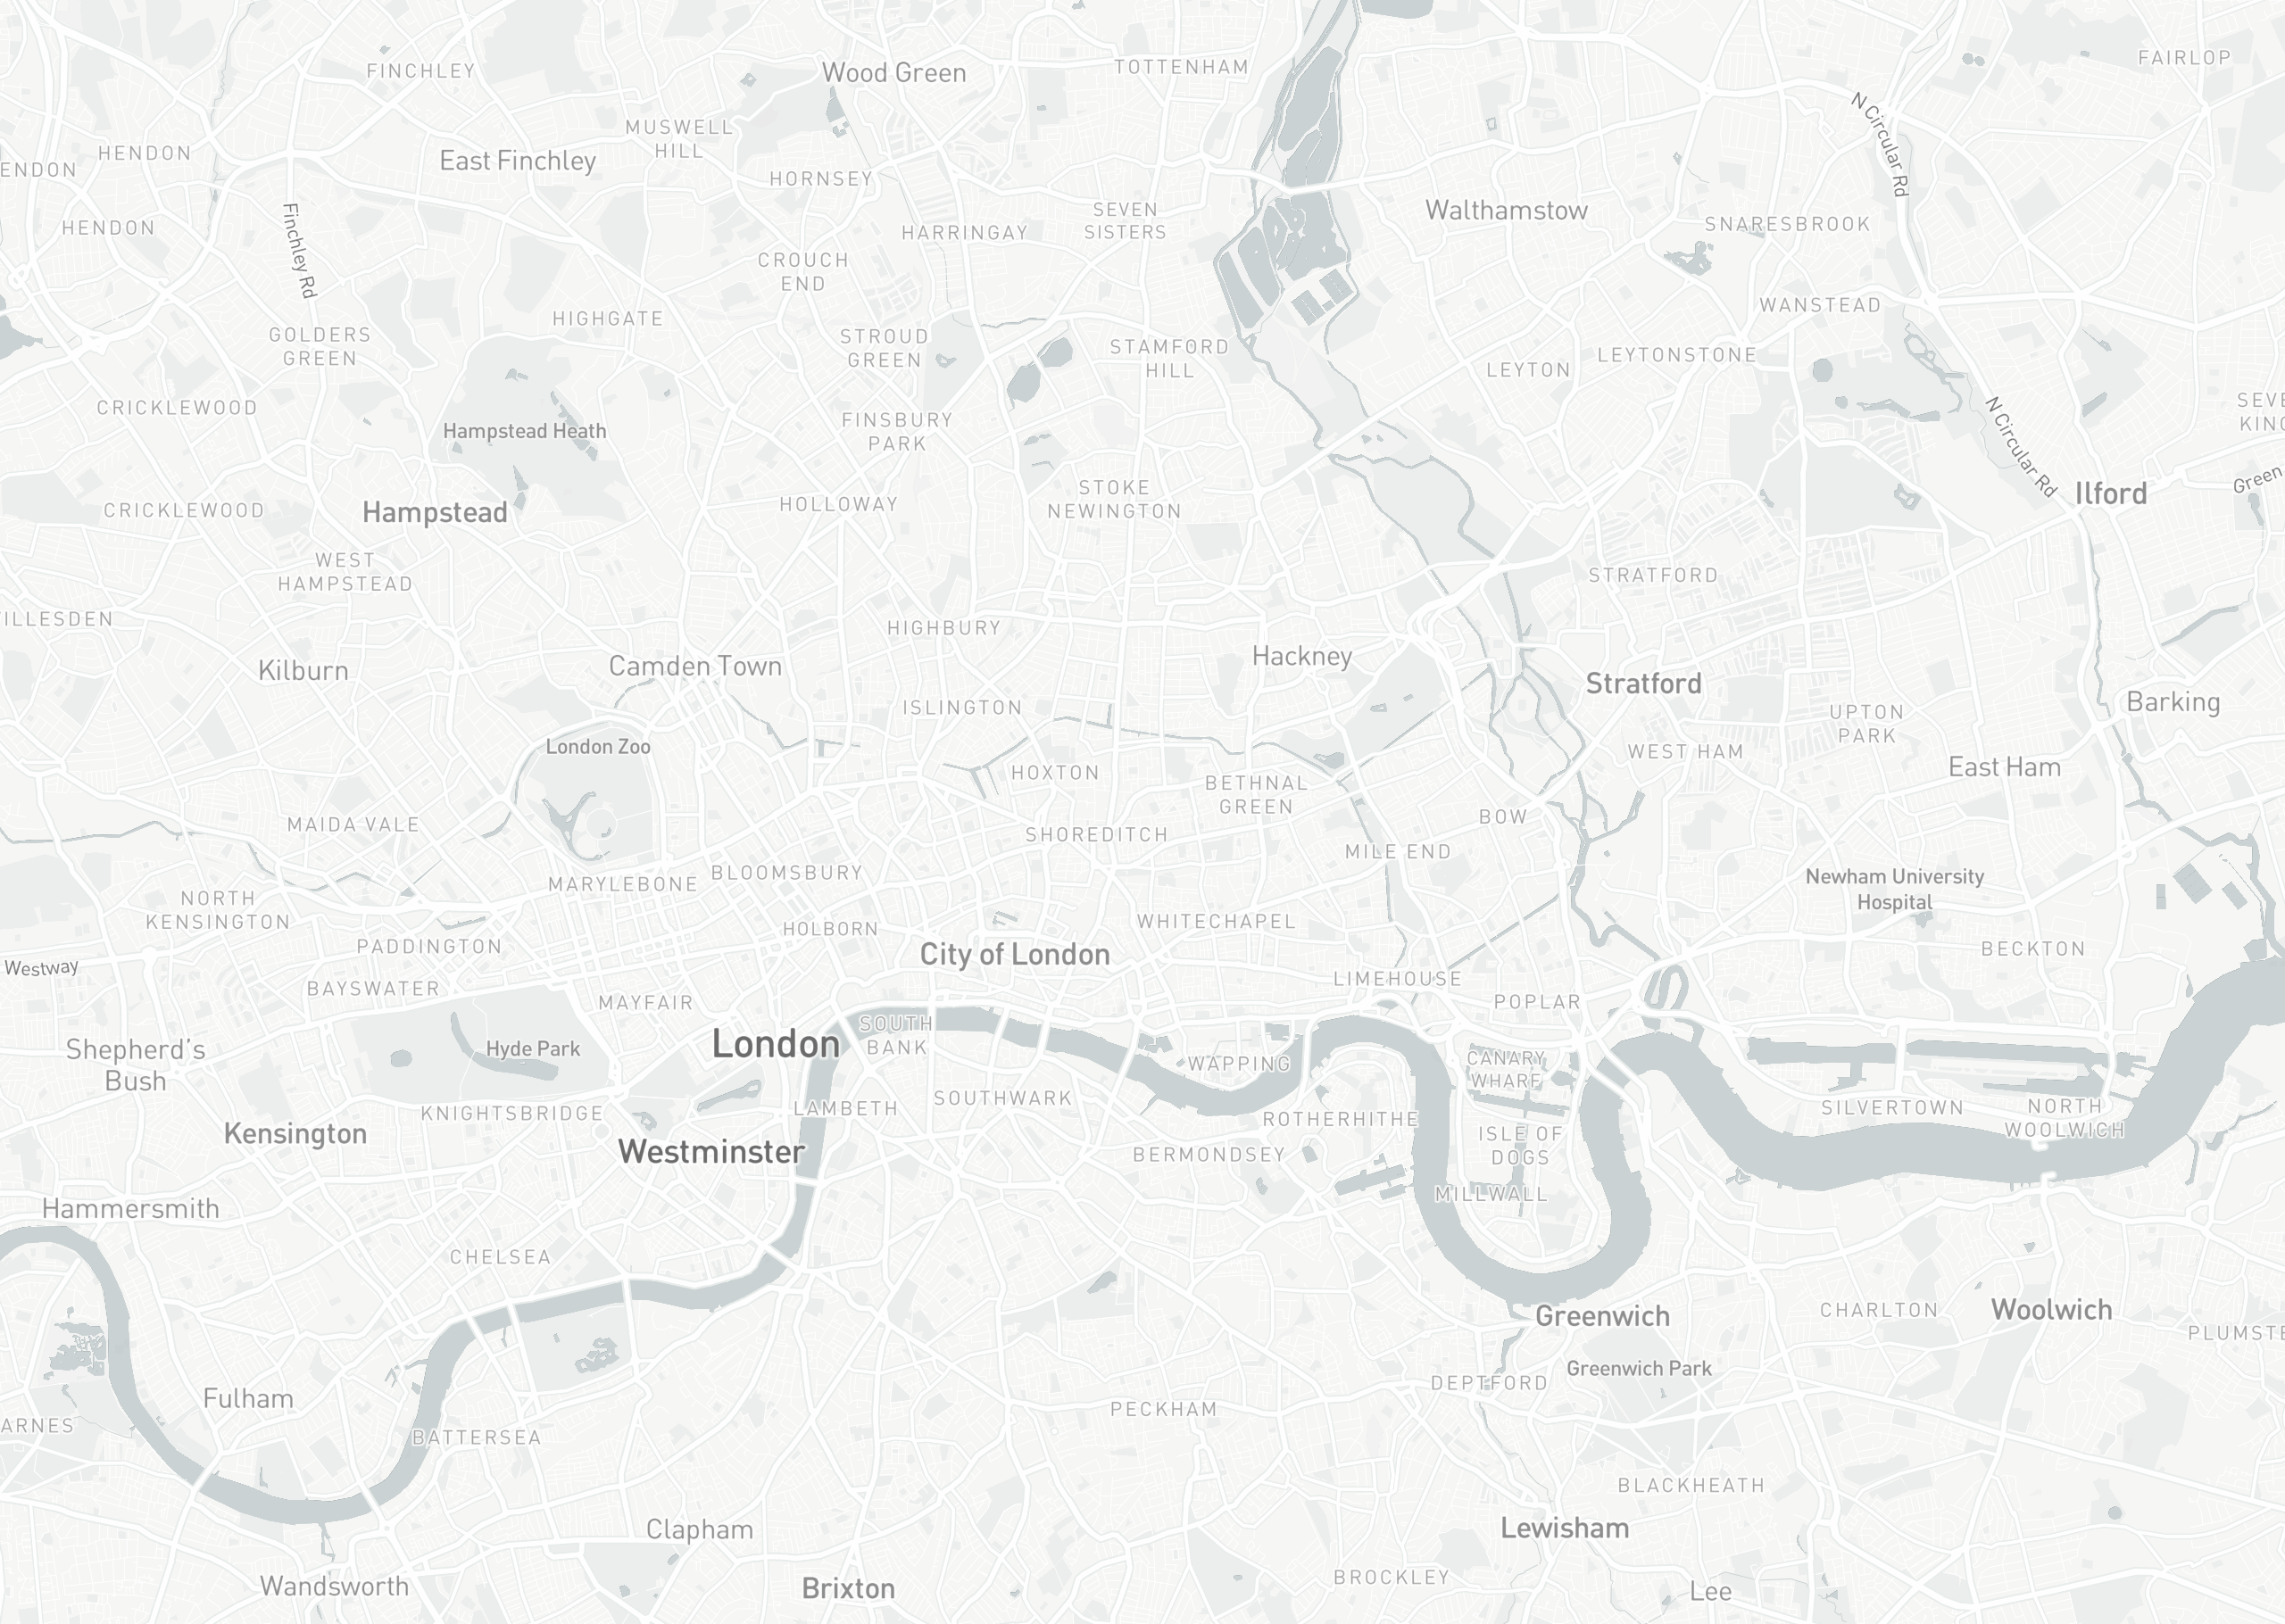 FAIRLOP
FINCHLEY
Wood Green
TOTTENHAM
N Circular Rd
MUSWELL
HILL
HENDON
ENDON
East Finchley
HORNSEY
HENDON
Finchley Rd
SEVEN
SISTERS
HARRINGAY
Walthamstow
SNARESBROOK
CROUCH
END
WANSTEAD
HIGHGATE
GOLDERS
GREEN
STROUD
GREEN
STAMFORD
HILL
LEYTON
LEYTONSTONE
CRICKLEWOOD
Hampstead Heath
FINSBURY
PARK
N Circular Rd
SEVE
KING
CRICKLEWOOD
Hampstead
HOLLOWAY
STOKE
NEWINGTON
Ilford
Green
WEST
HAMPSTEAD
STRATFORD
ILLESDEN
HIGHBURY
Kilburn
Camden Town
Hackney
Stratford
ISLINGTON
UPTON
PARK
Barking
London Zoo
HOXTON
WEST HAM
East Ham
BETHNAL
GREEN
MAIDA VALE
SHOREDITCH
BOW
MILE END
MARYLEBONE
BLOOMSBURY
Newham University
Hospital
NORTH
KENSINGTON
HOLBORN
WHITECHAPEL
PADDINGTON
City of London
BECKTON
Westway
BAYSWATER
MAYFAIR
LIMEHOUSE
POPLAR
Shepherd's
Bush
Hyde Park
London
SOUTH
BANK
WAPPING
CANARY
WHARF
KNIGHTSBRIDGE
LAMBETH
SOUTHWARK
ROTHERHITHE
SILVERTOWN
NORTH
WOOLWICH
Kensington
Westminster
BERMONDSEY
ISLE OF
DOGS
MILLWALL
Hammersmith
CHELSEA
Greenwich
CHARLTON
Woolwich
PLUMSTE
Greenwich Park
Fulham
DEPTFORD
ARNES
BATTERSEA
PECKHAM
BLACKHEATH
Clapham
Lewisham
Wandsworth
Brixton
BROCKLEY
Lee